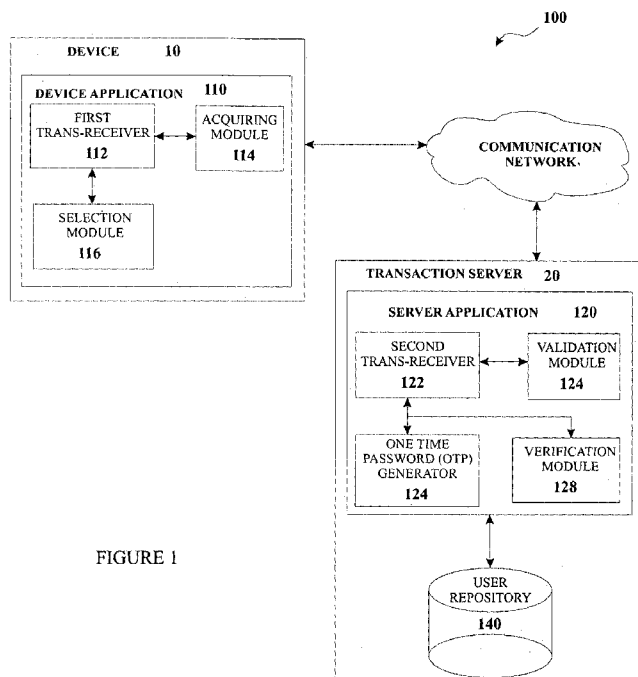 100
DEVICE 10
DEVICE APPLICATION 110
FIRST
TRANS-RECEIVER
112
ACQUIRING
MODULE
114
SELECTION
MODULE
116
COMMUNICATION
NETWORK
TRANSACTION SERVER 20
SERVER APPLICATION 120
SECOND
TRANS-RECEIVER
122
VALIDATION
MODULE
124
ONE TIME
PASSWORD (OTP)
GENERATOR
124
VERIFICATION
MODULE
128
FIGURE 1
USER
REPOSITORY
140